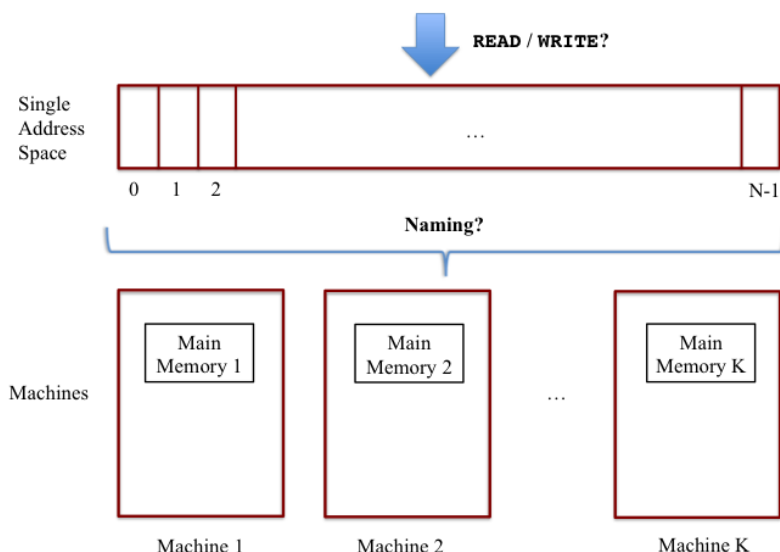 READ / WRITE?
Single
Address
Space
…
0 1 2 N-1
Naming?
Main
Memory 1
Main
Memory 2
Main
Memory K
Machines
…
Machine 1 Machine 2 Machine K